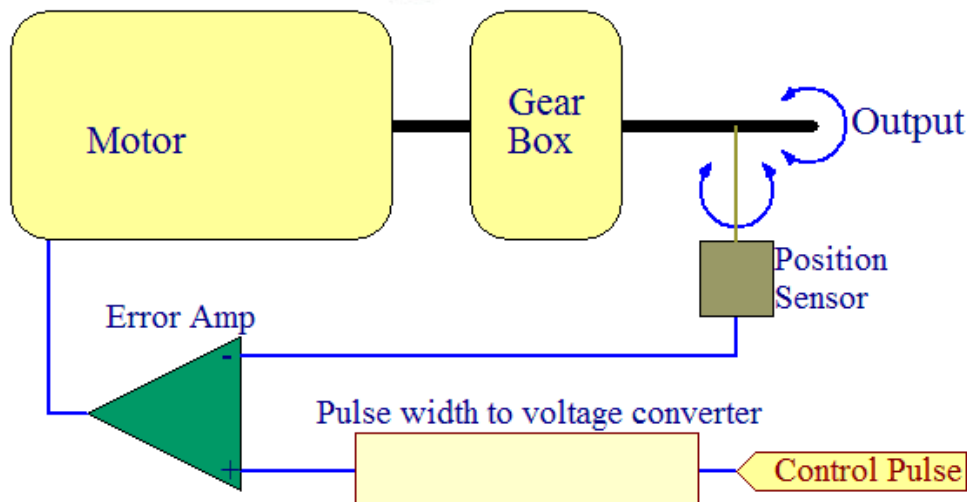 Motor
Gear
Box
Output
Position
Sensor
Error Amp
-
+
Pulse width to voltage converter
Control Pulse